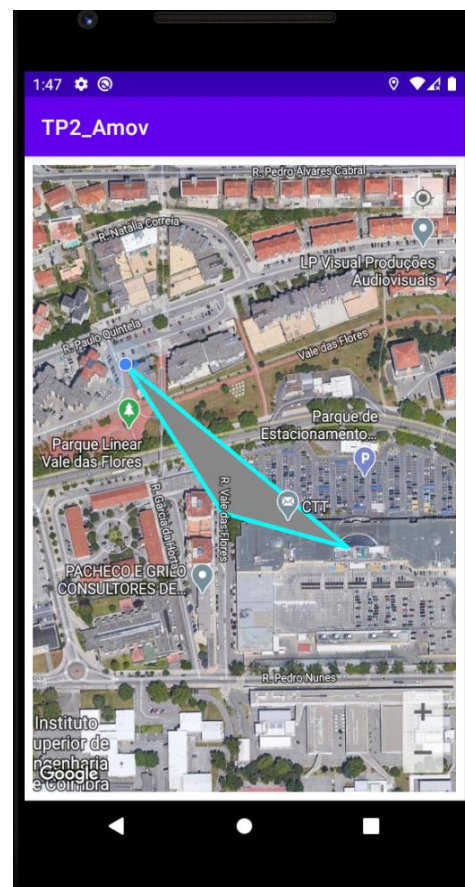 1:47
TP2_Amov
R. Pedro Álvares Cabral
R. Natália Correia
LP Visual Produções
Audiovisuais
R. Paulo Quintela
Vale das Flores
Parque de
Estacionamento...
P
Parque Linear
Vale das Flores
R. Vale das Flores
R. Garcia da Horta
CTT
PACHECO E GRILO
CONSULTORES DE...
R. Pedro Nunes
+
-
Instituto
uperior de
ngenharia
e Coimbra
Google